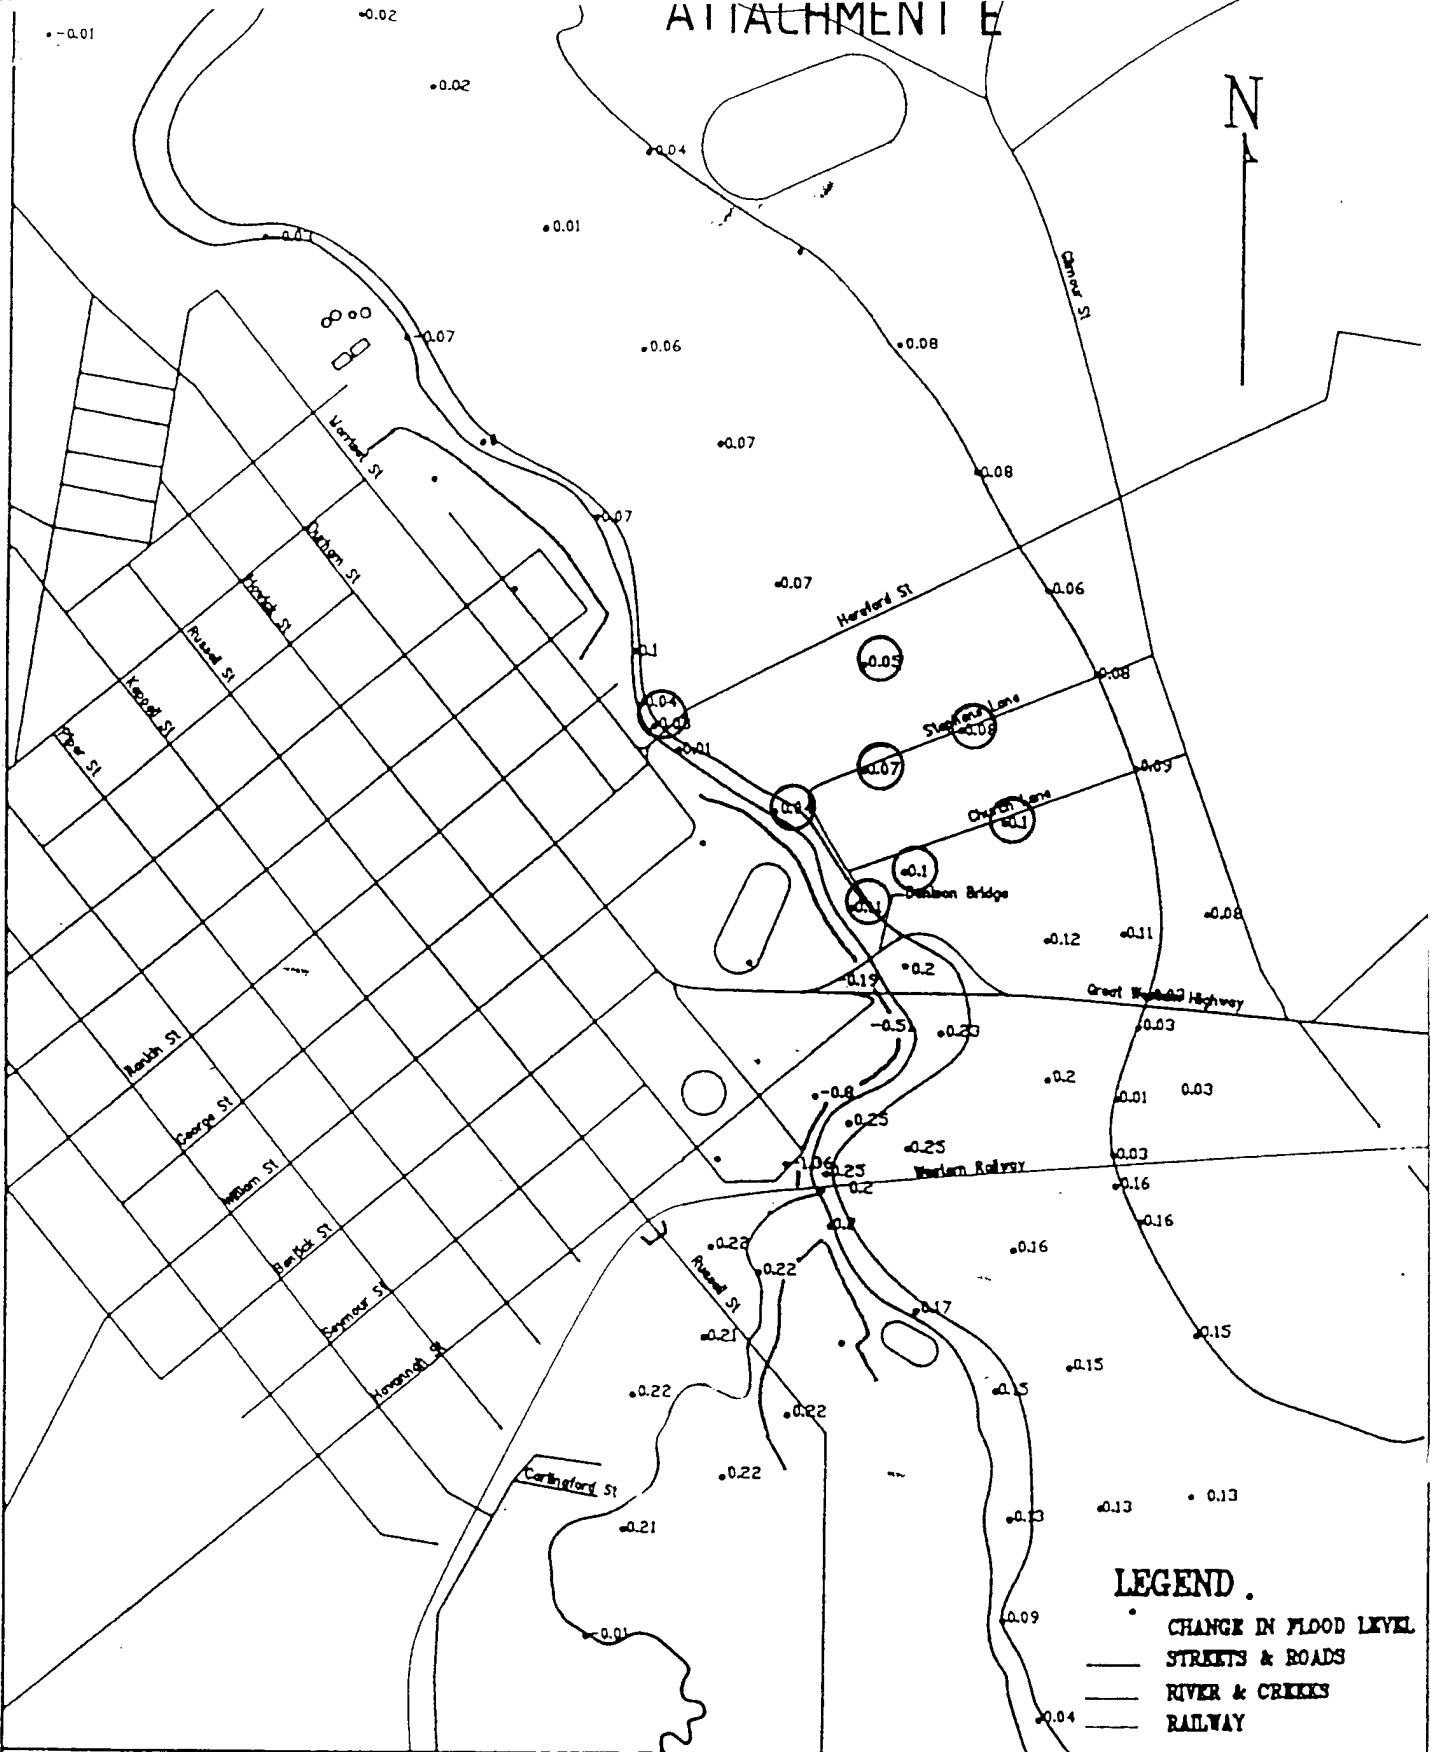 ATTACHMENT E
-0.01
0.02
0.02
N
0.04
0.01
Gilmour St
-0.07
0.06
0.08
0.07
0.08
Durham St
0.07
0.07
0.06
Howick St
Hereford St
Russell St
0.1
0.05
0.08
Keppel St
0.04
Stephens Lane
0.08
Piper St
0.01
0.07
0.09
Church Lane
0.1
0.1
Denison Bridge
0.11
0.08
0.12
0.11
0.2
-0.19
Great Western Highway
-0.51
0.23
0.03
Rankin St
0.2
0.03
0.01
-0.8
George St
0.25
0.25
0.03
William St
-1.06
0.25
Western Railway
0.2
0.16
0.2
0.16
Bentick St
0.22
0.16
0.22
Russell St
Seymour St
0.17
0.21
0.15
Havannah St
0.15
0.22
0.15
0.22
0.22
Carlingford St
0.13
0.13
0.13
0.21
LEGEND
0.09
CHANGE IN FLOOD LEVEL
-0.01
STREETS & ROADS
RIVER & CREEKS
0.04
RAILWAY